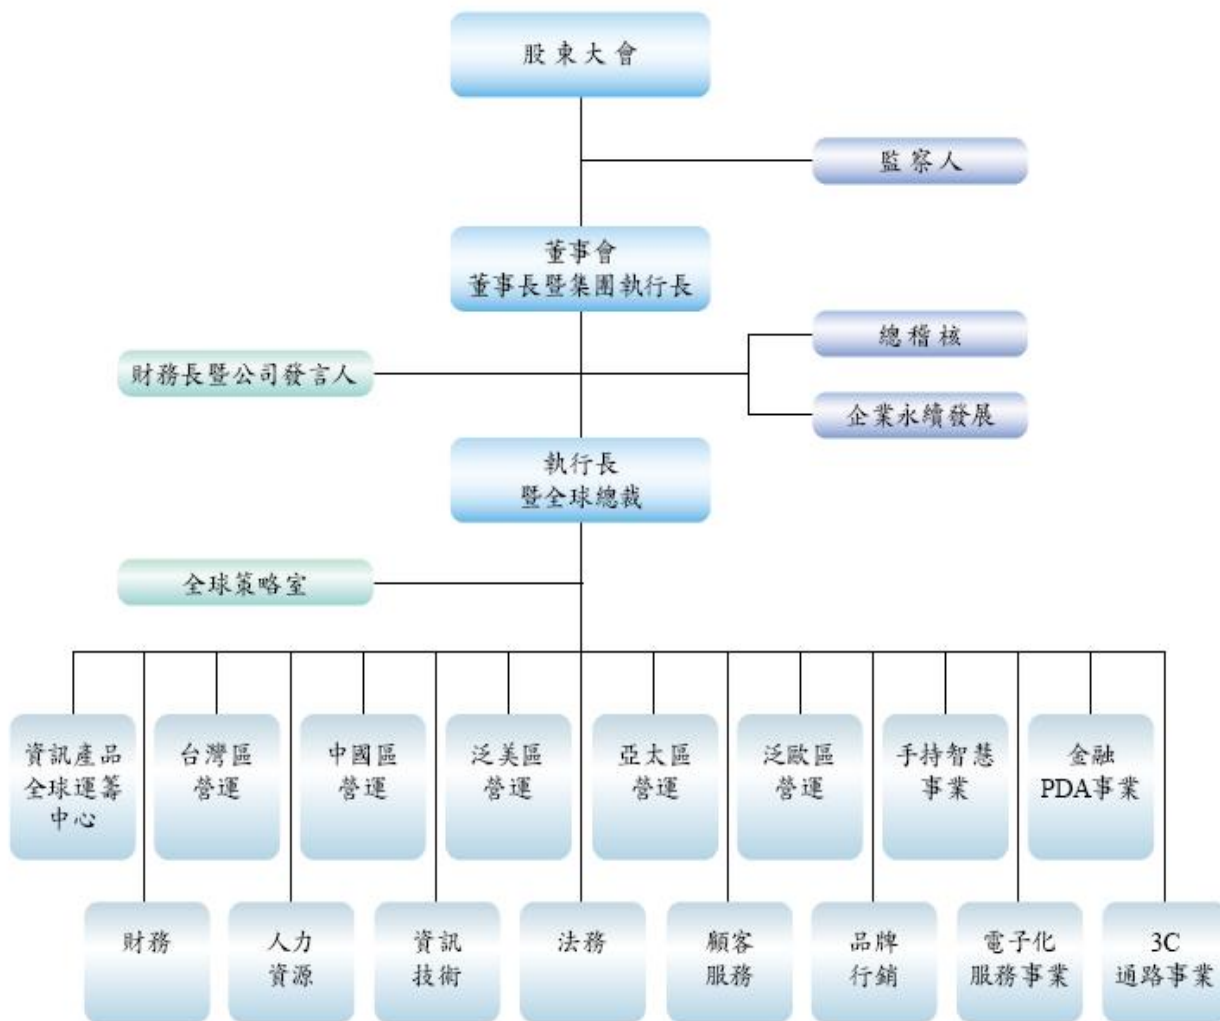 股東大會
監察人
董事會
董事長暨集團執行長
總稽核
財務長暨公司發言人
企業永續發展
執行長
暨全球總裁
全球策略室
資訊產品
全球運籌
中心
台灣區
營運
中國區
營運
泛美區
營運
亞太區
營運
泛歐區
營運
手持智慧
事業
金融
PDA事業
財務
人力
資源
資訊
技術
法務
顧客
服務
品牌
行銷
電子化
服務事業
3C
通路事業